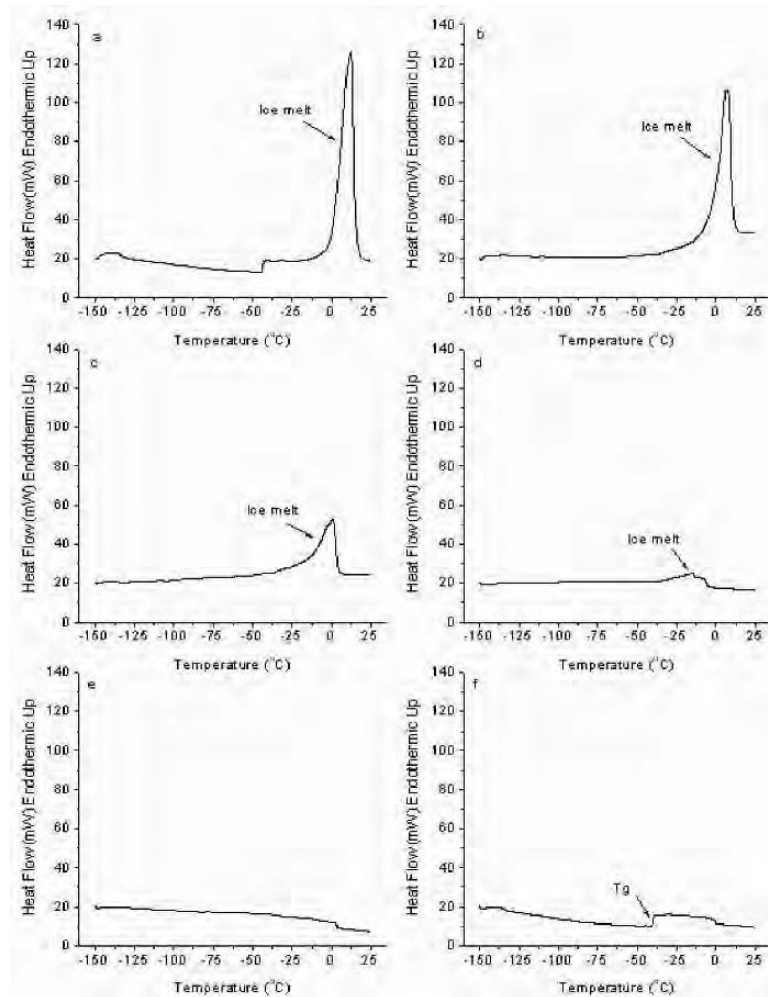 a
Heat Flow(mW) Endothermic Up
140
120
100
80
60
40
20
0
Ice melt
-150 -125 -100 -75 -50 -25 0 25
Temperature (°C)
b
Heat Flow(mW) Endothermic Up
140
120
100
80
60
40
20
0
Ice melt
-150 -125 -100 -75 -50 -25 0 25
Temperature (°C)
c
Heat Flow (mW) Endothermic Up
140
120
100
80
60
40
20
0
Ice melt
-150 -125 -100 -75 -50 -25 0 25
Temperature (°C)
d
Heat Flow (mW) Endothermic Up
140
120
100
80
60
40
20
0
Ice melt
-150 -125 -100 -75 -50 -25 0 25
Temperature (°C)
e
Heat Flow (mW) Endothermic Up
140
120
100
80
60
40
20
0
-150 -125 -100 -75 -50 -25 0 25
Temperature (°C)
f
Heat Flow (mW) Endothermic Up
140
120
100
80
60
40
20
0
Tg
-150 -125 -100 -75 -50 -25 0 25
Temperature (°C)